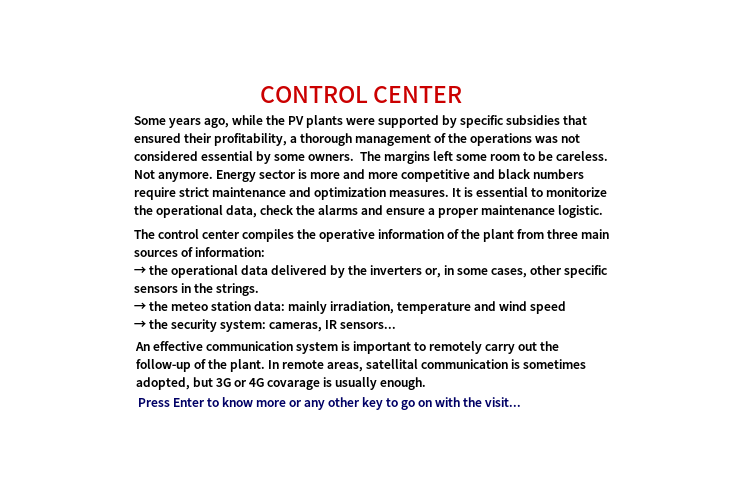 CONTROL CENTER
Some years ago, while the PV plants were supported by specific subsidies that
ensured their profitability, a thorough management of the operations was not
considered essential by some owners.  The margins left some room to be careless.
Not anymore. Energy sector is more and more competitive and black numbers
require strict maintenance and optimization measures. It is essential to monitorize
the operational data, check the alarms and ensure a proper maintenance logistic.
The control center compiles the operative information of the plant from three main
sources of information:
→ the operational data delivered by the inverters or, in some cases, other specific
sensors in the strings.
→ the meteo station data: mainly irradiation, temperature and wind speed
→ the security system: cameras, IR sensors...
An effective communication system is important to remotely carry out the
follow-up of the plant. In remote areas, satellital communication is sometimes
adopted, but 3G or 4G covarage is usually enough.
Press Enter to know more or any other key to go on with the visit...